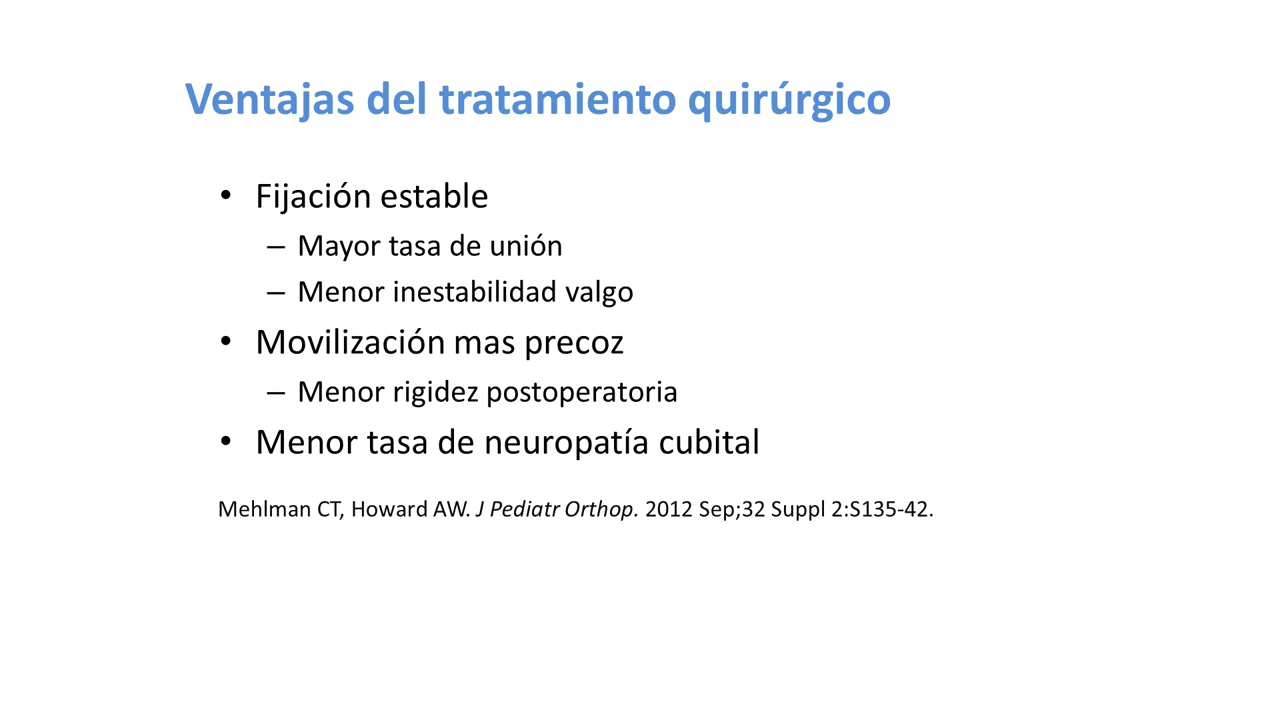 Ventajas del tratamiento quirúrgico
• Fijación estable
– Mayor tasa de unión
– Menor inestabilidad valgo
• Movilización mas precoz
– Menor rigidez postoperatoria
• Menor tasa de neuropatía cubital
Mehlman CT, Howard AW. J Pediatr Orthop. 2012 Sep;32 Suppl 2:S135-42.